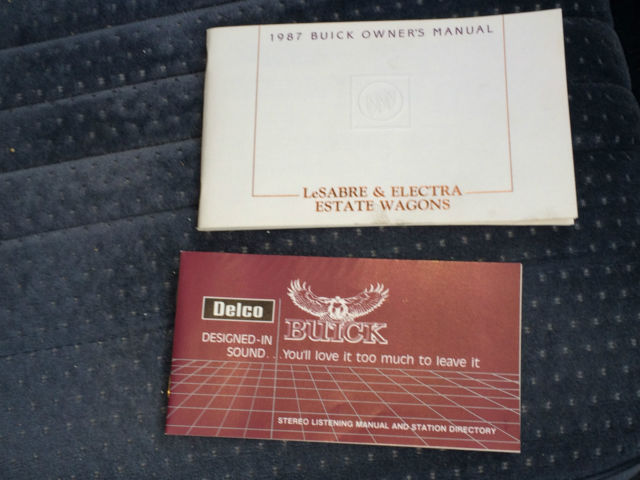 1987 BUICK OWNER'S MANUAL
LeSABRE & ELECTRA
ESTATE WAGONS
Delco
BUICK
DESIGNED-IN
SOUND... You'll love it too much to leave it
STEREO LISTENING MANUAL AND STATION DIRECTORY